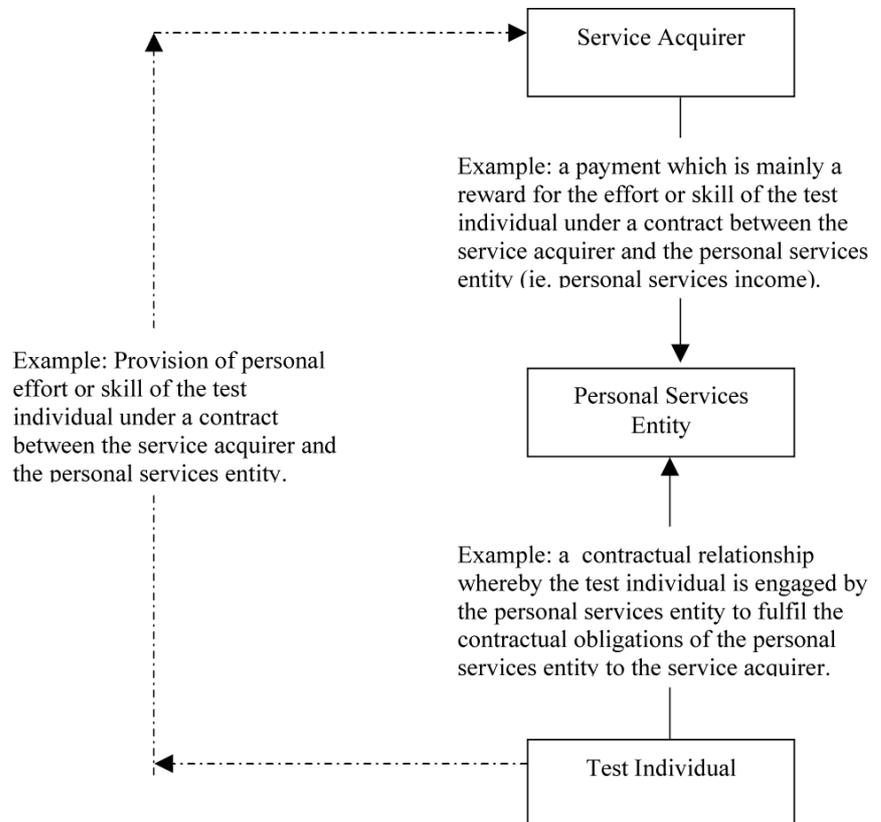 Service Acquirer
Example: a payment which is mainly a
reward for the effort or skill of the test
individual under a contract between the
service acquirer and the personal services
entity (ie. personal services income).
Example: Provision of personal
effort or skill of the test
individual under a contract
between the service acquirer and
the personal services entity.
Personal Services
Entity
Example: a  contractual relationship
whereby the test individual is engaged by
the personal services entity to fulfil the
contractual obligations of the personal
services entity to the service acquirer.
Test Individual